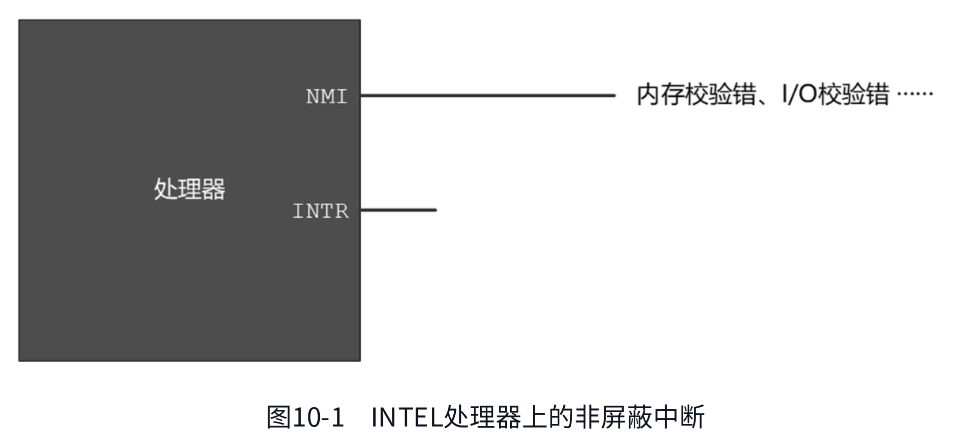 NMI
内存校验错、I/O校验错 ……
处理器
INTR
图10-1 INTEL处理器上的非屏蔽中断